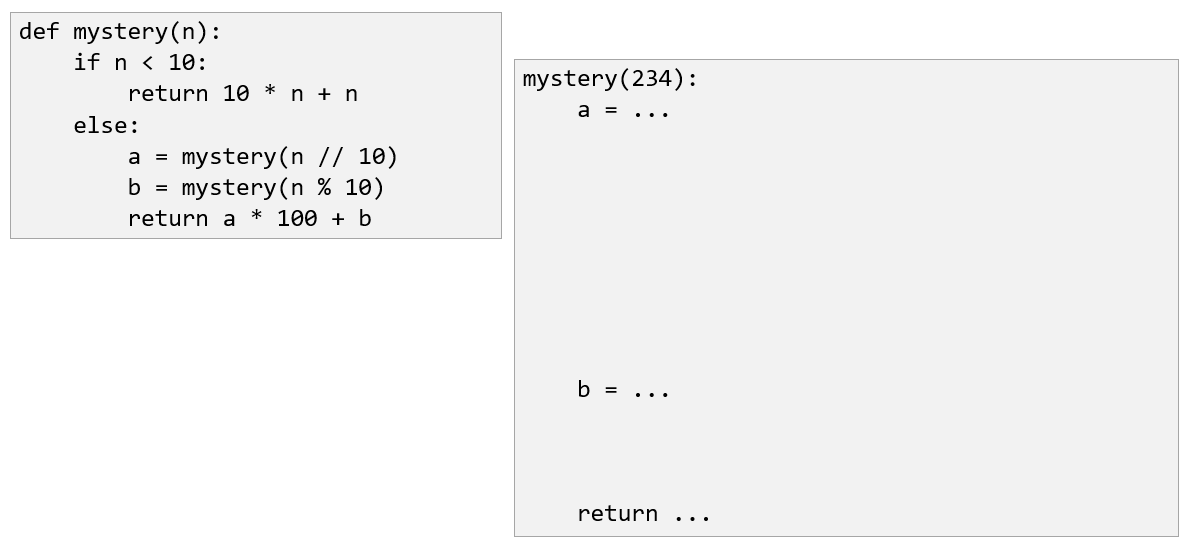 def mystery(n):
    if n < 10:
        return 10 * n + n
    else:
        a = mystery(n // 10)
        b = mystery(n % 10)
        return a * 100 + b
mystery(234):
    a = ...
    b = ...
    return ...